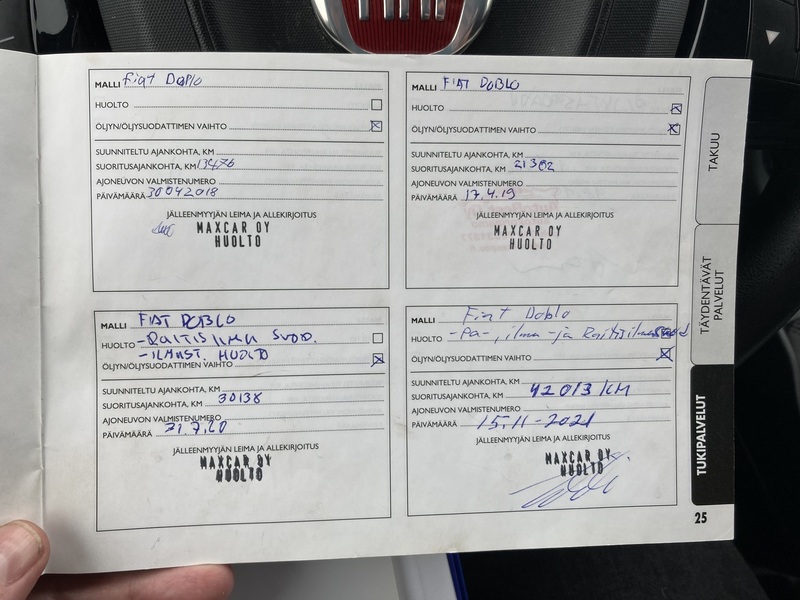 MALLI Fiat Doblo
HUOLTO
ÖLJYN/ÖLJYSUODATTIMEN VAIHTO
SUUNNITELTU AJANKOHTA, KM
SUORITUSAJANKOHTA, KM 13476
AJONEUVON VALMISTENUMERO
PÄIVÄMÄÄRÄ 30042018
JÄLLEENMYYJÄN LEIMA JA ALLEKIRJOITUS
MAXCAR OY
HUOLTO
MALLI FIAT DOBLO
HUOLTO
ÖLJYN/ÖLJYSUODATTIMEN VAIHTO
SUUNNITELTU AJANKOHTA, KM
SUORITUSAJANKOHTA, KM 21302
AJONEUVON VALMISTENUMERO
PÄIVÄMÄÄRÄ 17.4.19
JÄLLEENMYYJÄN LEIMA JA ALLEKIRJOITUS
MAXCAR OY
HUOLTO
MALLI FIAT DOBLO
HUOLTO -RAITIS ILMA SUOD.
-ILMAST. HUOLTO
ÖLJYN/ÖLJYSUODATTIMEN VAIHTO
SUUNNITELTU AJANKOHTA, KM
SUORITUSAJANKOHTA, KM 30138
AJONEUVON VALMISTENUMERO
PÄIVÄMÄÄRÄ 21.7.20
JÄLLEENMYYJÄN LEIMA JA ALLEKIRJOITUS
MAXCAR OY
HUOLTO
MALLI Fiat Doblo
HUOLTO -Pa-, ilma -ja
ÖLJYN/ÖLJYSUODATTIMEN VAIHTO
SUUNNITELTU AJANKOHTA, KM
SUORITUSAJANKOHTA, KM 42013 KM
AJONEUVON VALMISTENUMERO
PÄIVÄMÄÄRÄ 15.11-2021
JÄLLEENMYYJÄN LEIMA JA ALLEKIRJOITUS
MAXCAR OY
HUOLTO
TAKUU
TÄYDENTÄVÄT
PALVELUT
TUKIPALVELUT
25